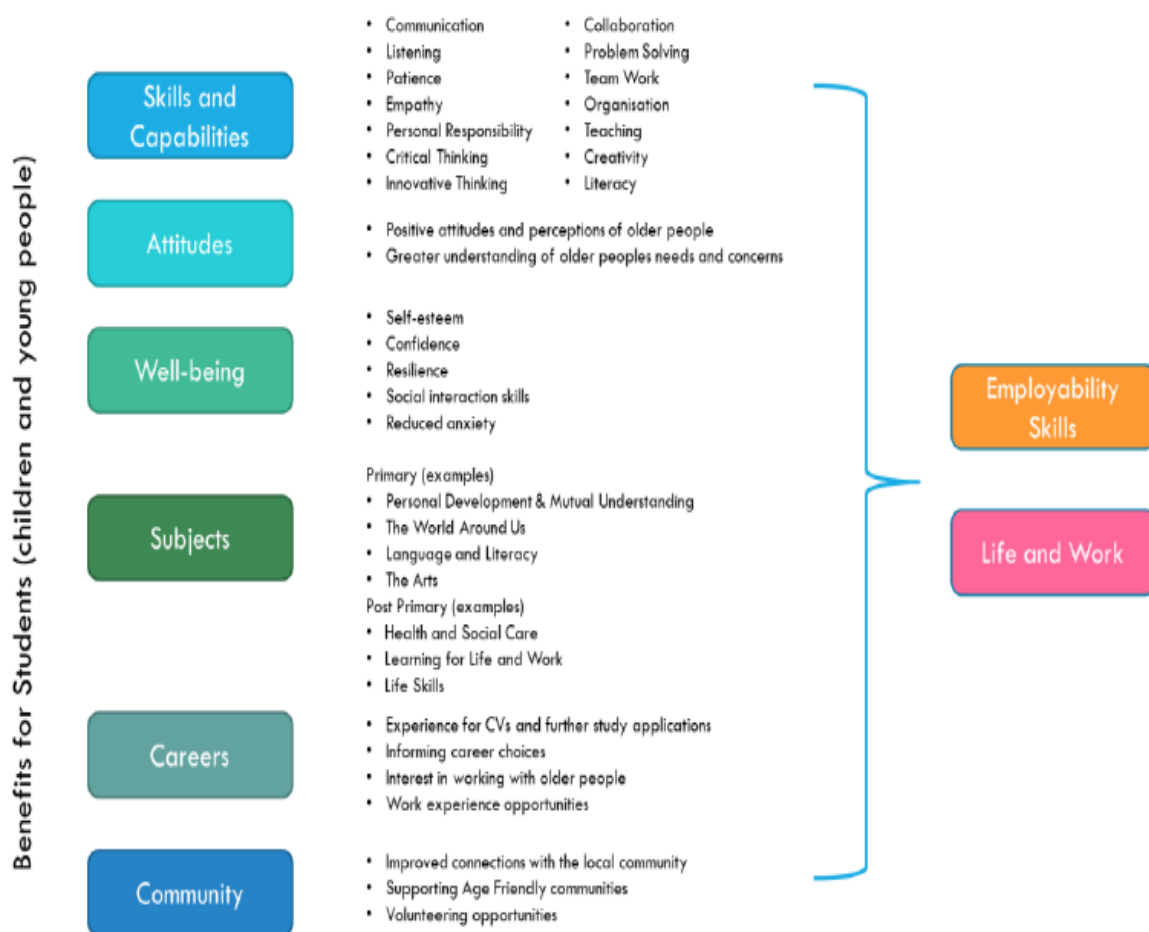 Benefits for Students (children and young people)
Skills and
Capabilities
• Communication
• Listening
• Patience
• Empathy
• Personal Responsibility
• Critical Thinking
• Innovative Thinking
• Collaboration
• Problem Solving
• Team Work
• Organisation
• Teaching
• Creativity
• Literacy
Attitudes
• Positive attitudes and perceptions of older people
• Greater understanding of older peoples needs and concerns
Well-being
• Self-esteem
• Confidence
• Resilience
• Social interaction skills
• Reduced anxiety
Subjects
Primary (examples)
• Personal Development & Mutual Understanding
• The World Around Us
• Language and Literacy
• The Arts
Post Primary (examples)
• Health and Social Care
• Learning for Life and Work
• Life Skills
Careers
• Experience for CVs and further study applications
• Informing career choices
• Interest in working with older people
• Work experience opportunities
Community
• Improved connections with the local community
• Supporting Age Friendly communities
• Volunteering opportunities
Employability
Skills
Life and Work